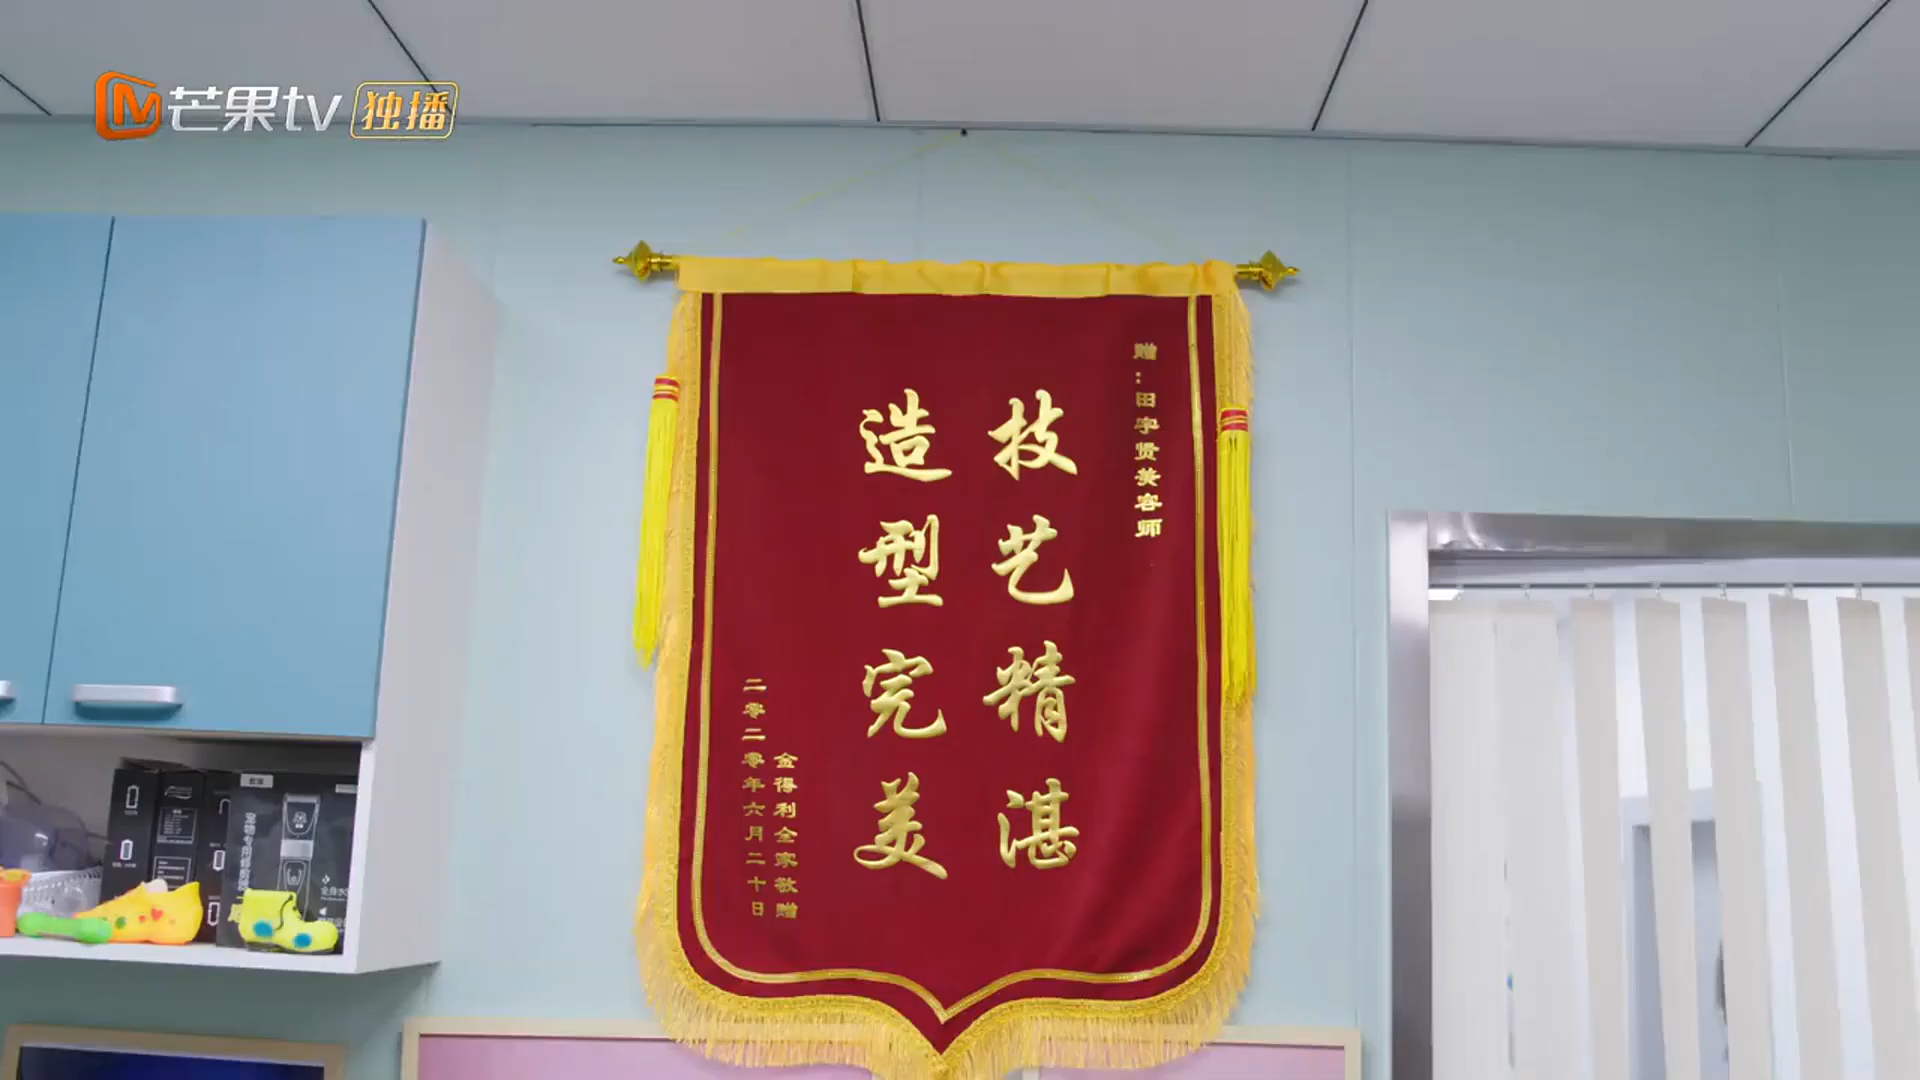 芒果tv 独播
赠：田宇贤美容师
技艺精湛
造型完美
金得利全家敬赠
二零二零年六月二十日